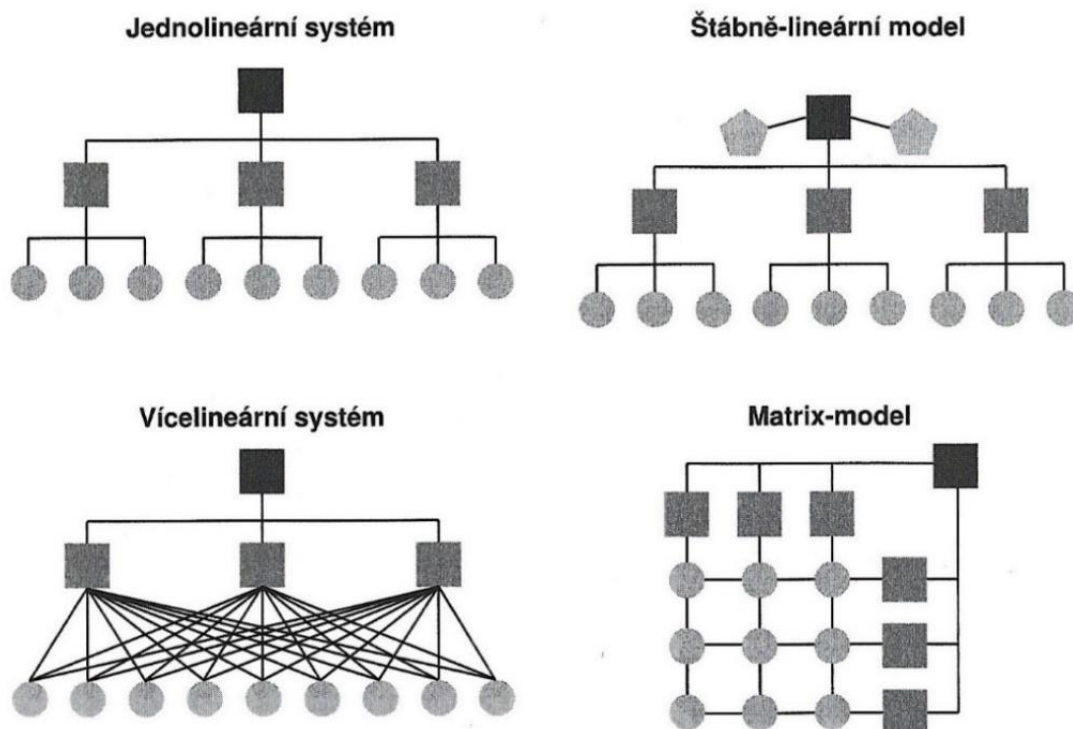 Jednolineární systém
Štábně-lineární model
Vícelineární systém
Matrix-model